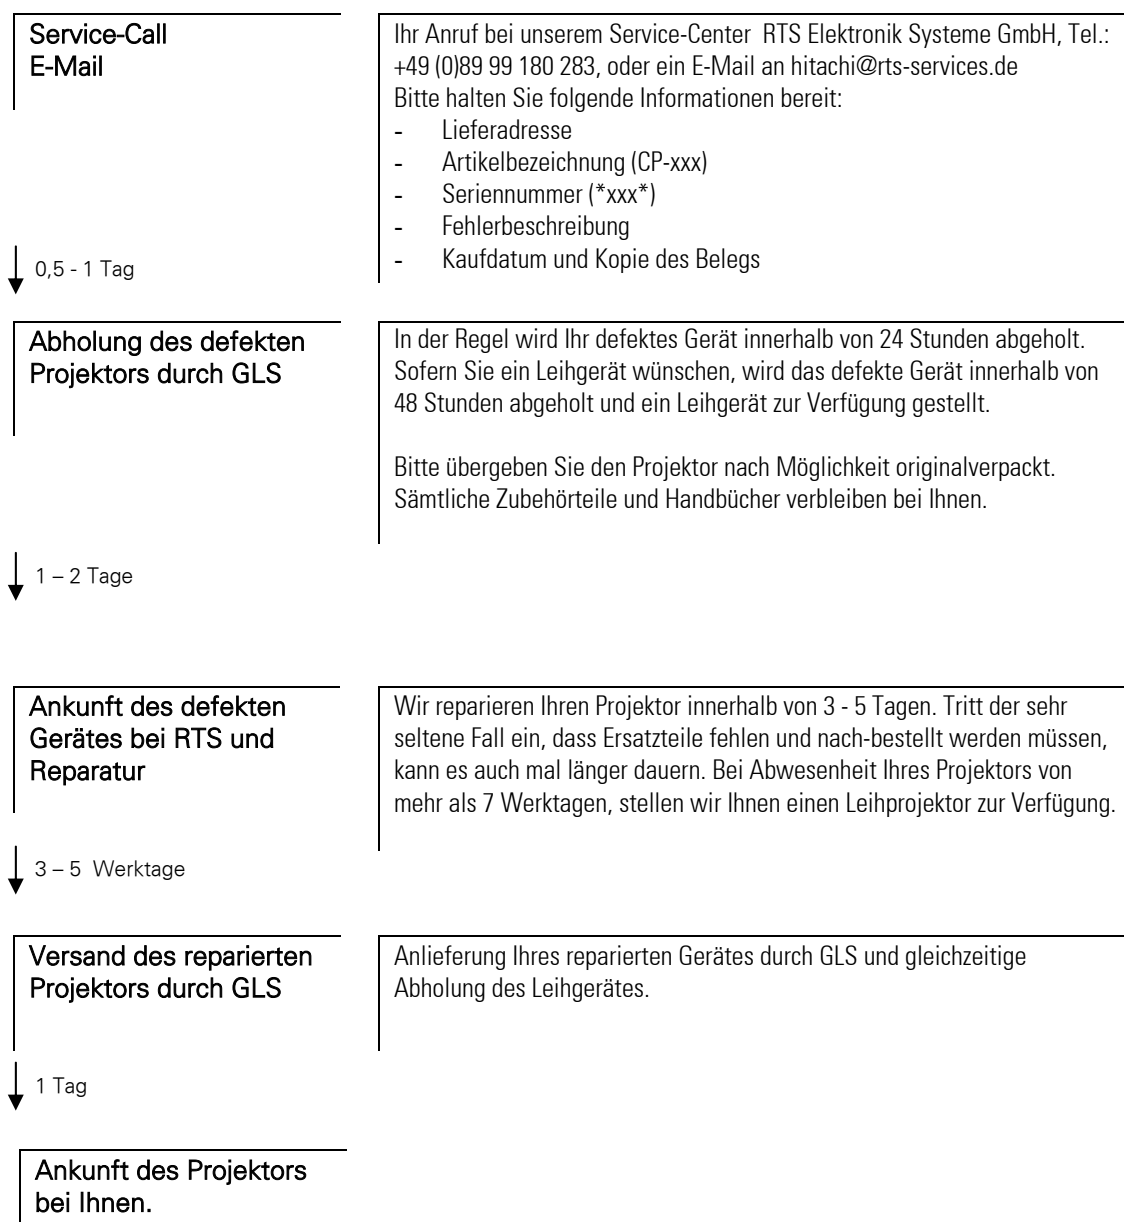 Service-Call
E-Mail
Ihr Anruf bei unserem Service-Center  RTS Elektronik Systeme GmbH, Tel.:
+49 (0)89 99 180 283, oder ein E-Mail an hitachi@rts-services.de
Bitte halten Sie folgende Informationen bereit:
- Lieferadresse
- Artikelbezeichnung (CP-xxx)
- Seriennummer (*xxx*)
- Fehlerbeschreibung
- Kaufdatum und Kopie des Belegs
0,5 - 1 Tag
Abholung des defekten
Projektors durch GLS
In der Regel wird Ihr defektes Gerät innerhalb von 24 Stunden abgeholt.
Sofern Sie ein Leihgerät wünschen, wird das defekte Gerät innerhalb von
48 Stunden abgeholt und ein Leihgerät zur Verfügung gestellt.
Bitte übergeben Sie den Projektor nach Möglichkeit originalverpackt.
Sämtliche Zubehörteile und Handbücher verbleiben bei Ihnen.
1 – 2 Tage
Ankunft des defekten
Gerätes bei RTS und
Reparatur
Wir reparieren Ihren Projektor innerhalb von 3 - 5 Tagen. Tritt der sehr
seltene Fall ein, dass Ersatzteile fehlen und nach-bestellt werden müssen,
kann es auch mal länger dauern. Bei Abwesenheit Ihres Projektors von
mehr als 7 Werktagen, stellen wir Ihnen einen Leihprojektor zur Verfügung.
3 – 5  Werktage
Versand des reparierten
Projektors durch GLS
Anlieferung Ihres reparierten Gerätes durch GLS und gleichzeitige
Abholung des Leihgerätes.
1 Tag
Ankunft des Projektors
bei Ihnen.